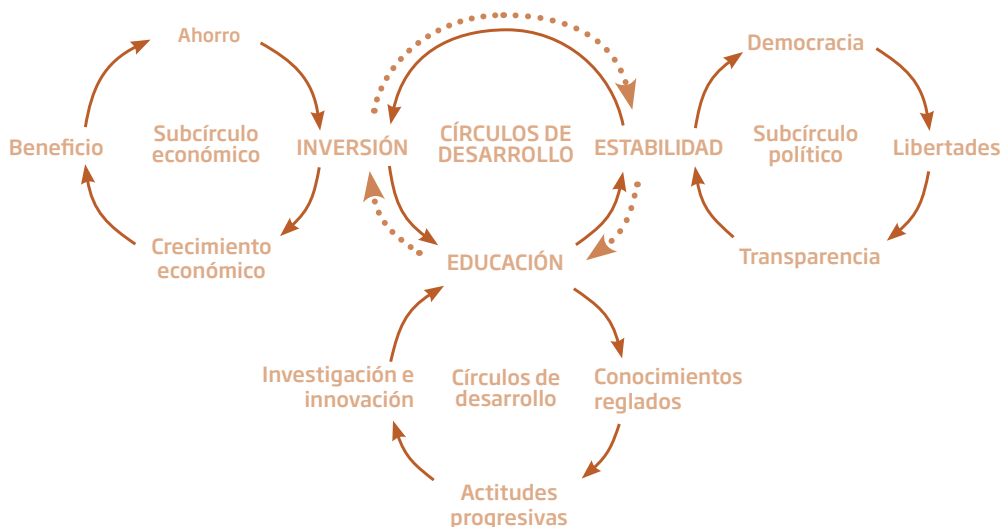 Ahorro
Democracia
Beneficio
Subcírculo
económico
INVERSIÓN
CÍRCULOS DE
DESARROLLO
ESTABILIDAD
Subcírculo
político
Libertades
Crecimiento
económico
EDUCACIÓN
Transparencia
Investigación e
innovación
Círculos de
desarrollo
Conocimientos
reglados
Actitudes
progresivas